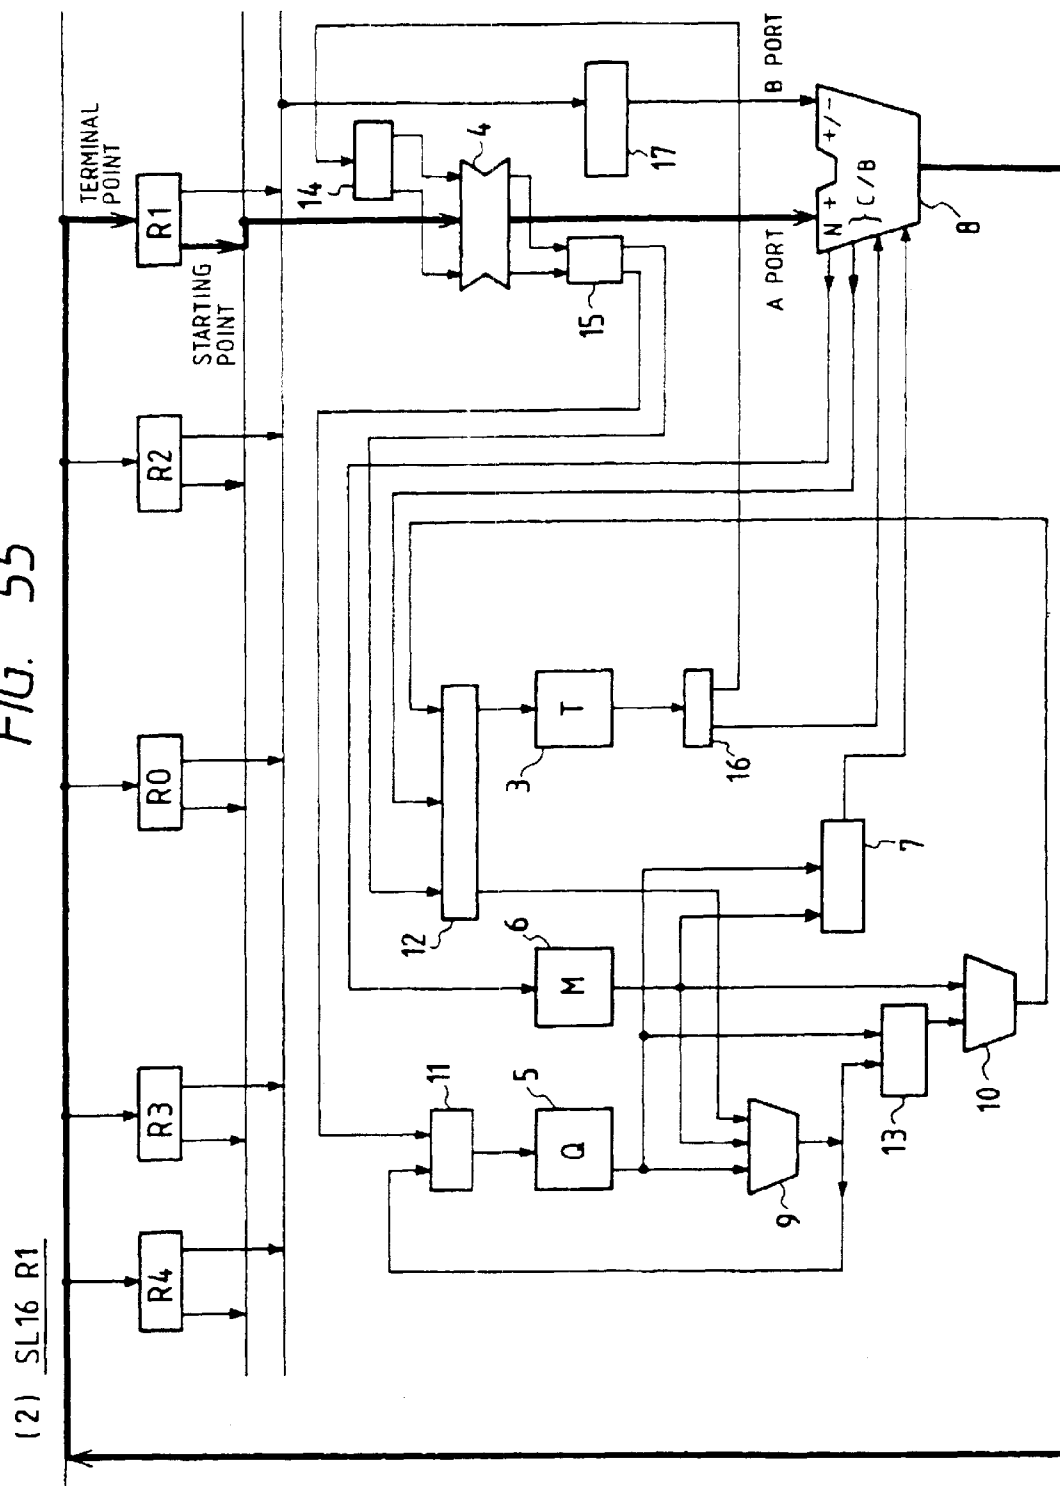 FIG. 55
(2) SL16 R1
R4
R3
R0
R2
R1
TERMINAL
POINT
STARTING
POINT
14
4
15
17
A PORT
B PORT
N + +/-
} C/B
8
12
T
3
16
6
M
7
11
5
Q
9
13
10